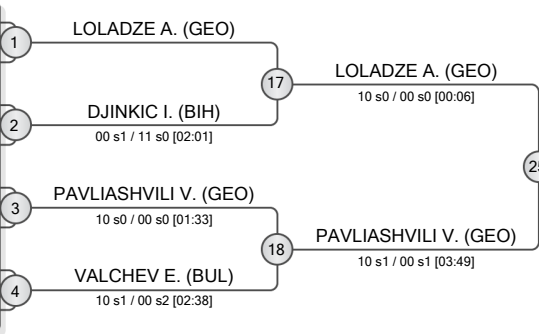 LOLADZE A. (GEO)
1
17
LOLADZE A. (GEO)
10 s0 / 00 s0 [00:06]
DJINKIC I. (BIH)
2
00 s1 / 11 s0 [02:01]
25
PAVLIASHVILI V. (GEO)
3
10 s0 / 00 s0 [01:33]
18
PAVLIASHVILI V. (GEO)
10 s1 / 00 s1 [03:49]
VALCHEV E. (BUL)
4
10 s1 / 00 s2 [02:38]